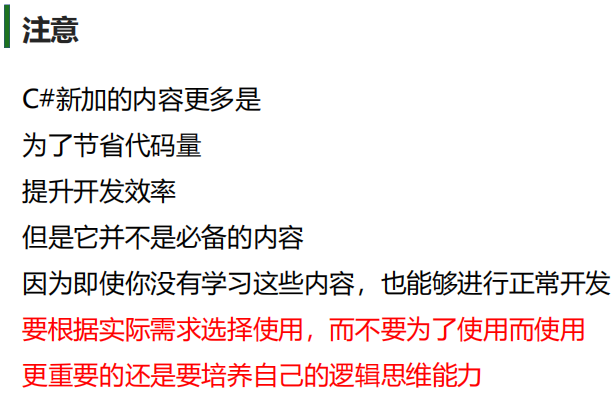 注意
C#新加的内容更多是
为了节省代码量
提升开发效率
但是它并不是必备的内容
因为即使你没有学习这些内容，也能够进行正常开发
要根据实际需求选择使用，而不要为了使用而使用
更重要的还是要培养自己的逻辑思维能力